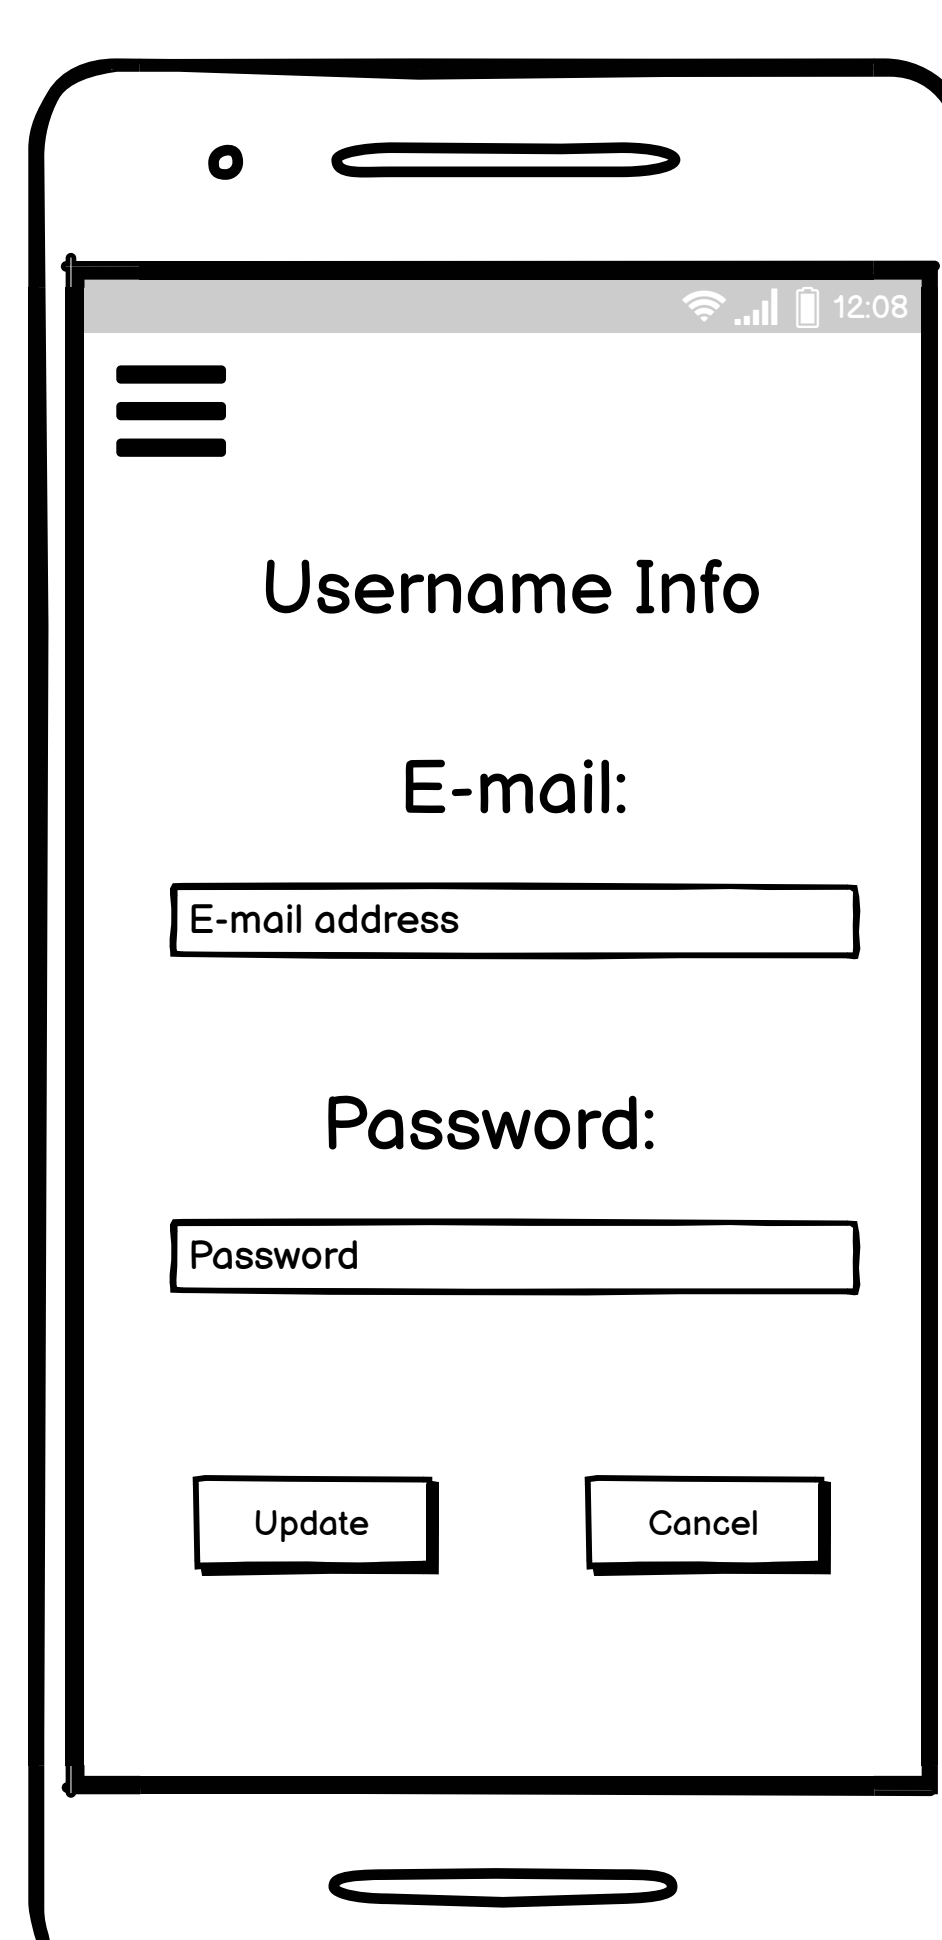 12:08
Username Info
E-mail:
E-mail address
Password:
Password
Update Cancel